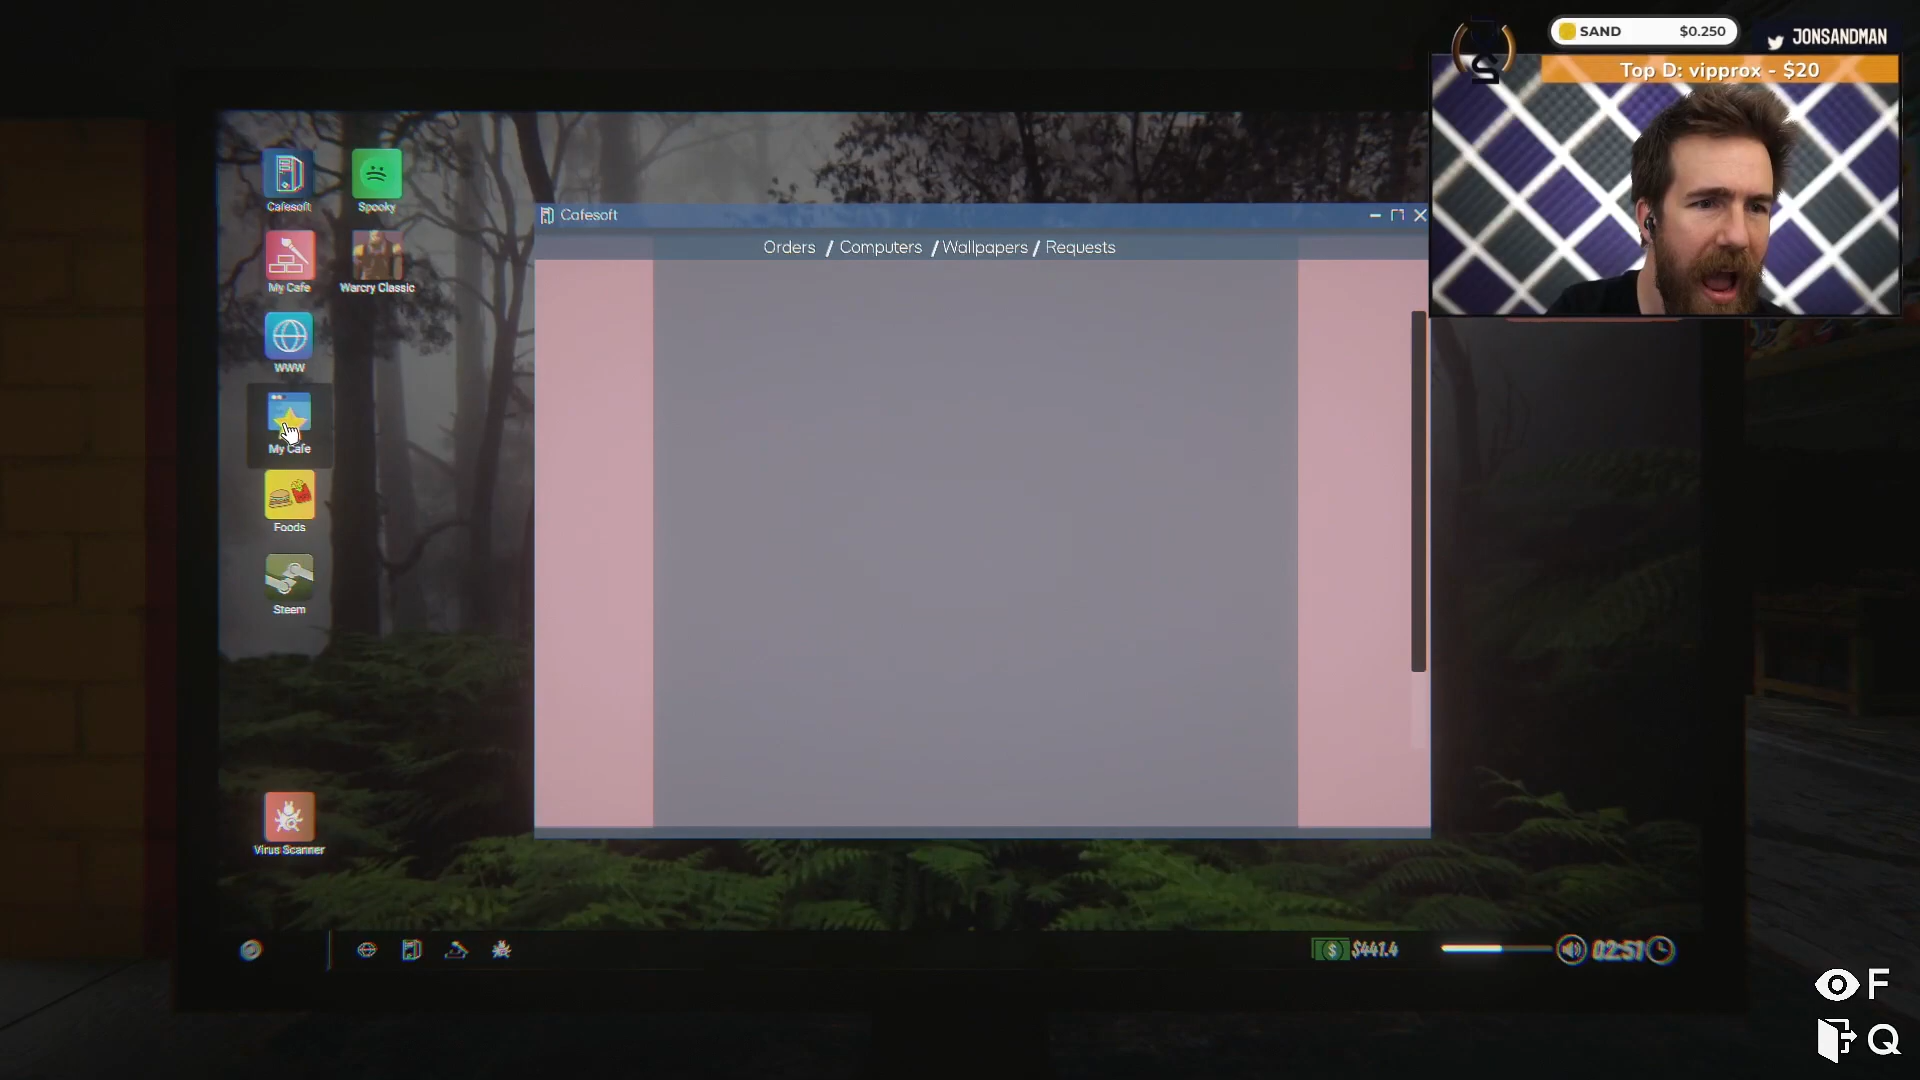 SAND $0.250
JONSANDMAN
Top D: vipprox - $20
Cafesoft
Spooky
My Cafe
Warcry Classic
WWW
My Cafe
Foods
Steem
Virus Scanner
Cafesoft
Orders / Computers / Wallpapers / Requests
$441.4
02:51
F
Q